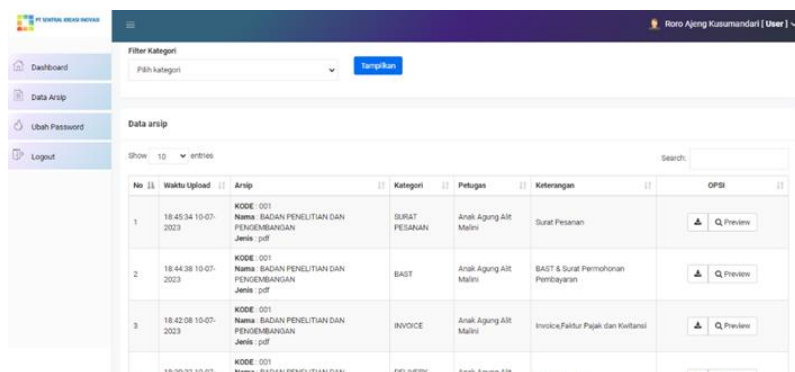 PT SENTRAL KREASI INOVASI
Roro Ajeng Kusumandari [ User ]
Dashboard
Data Arsip
Ubah Password
Logout
Filter Kategori
Pilih kategori
Tampilkan
Data arsip
Show 10 entries
Search:
No Waktu Upload Arsip Kategori Petugas Keterangan OPSI
1
18:45:34 10-07-
2023
KODE : 001
Nama : BADAN PENELITIAN DAN
PENGEMBANGAN
Jenis : pdf
SURAT
PESANAN
Anak Agung Alit
Malini
Surat Pesanan
Preview
2
18:44:38 10-07-
2023
KODE : 001
Nama : BADAN PENELITIAN DAN
PENGEMBANGAN
Jenis : pdf
BAST
Anak Agung Alit
Malini
BAST & Surat Permohonan
Pembayaran
Preview
3
18:42:08 10-07-
2023
KODE : 001
Nama : BADAN PENELITIAN DAN
PENGEMBANGAN
Jenis : pdf
INVOICE
Anak Agung Alit
Malini
Invoice,Faktur Pajak dan Kwitansi
Preview
KODE : 001